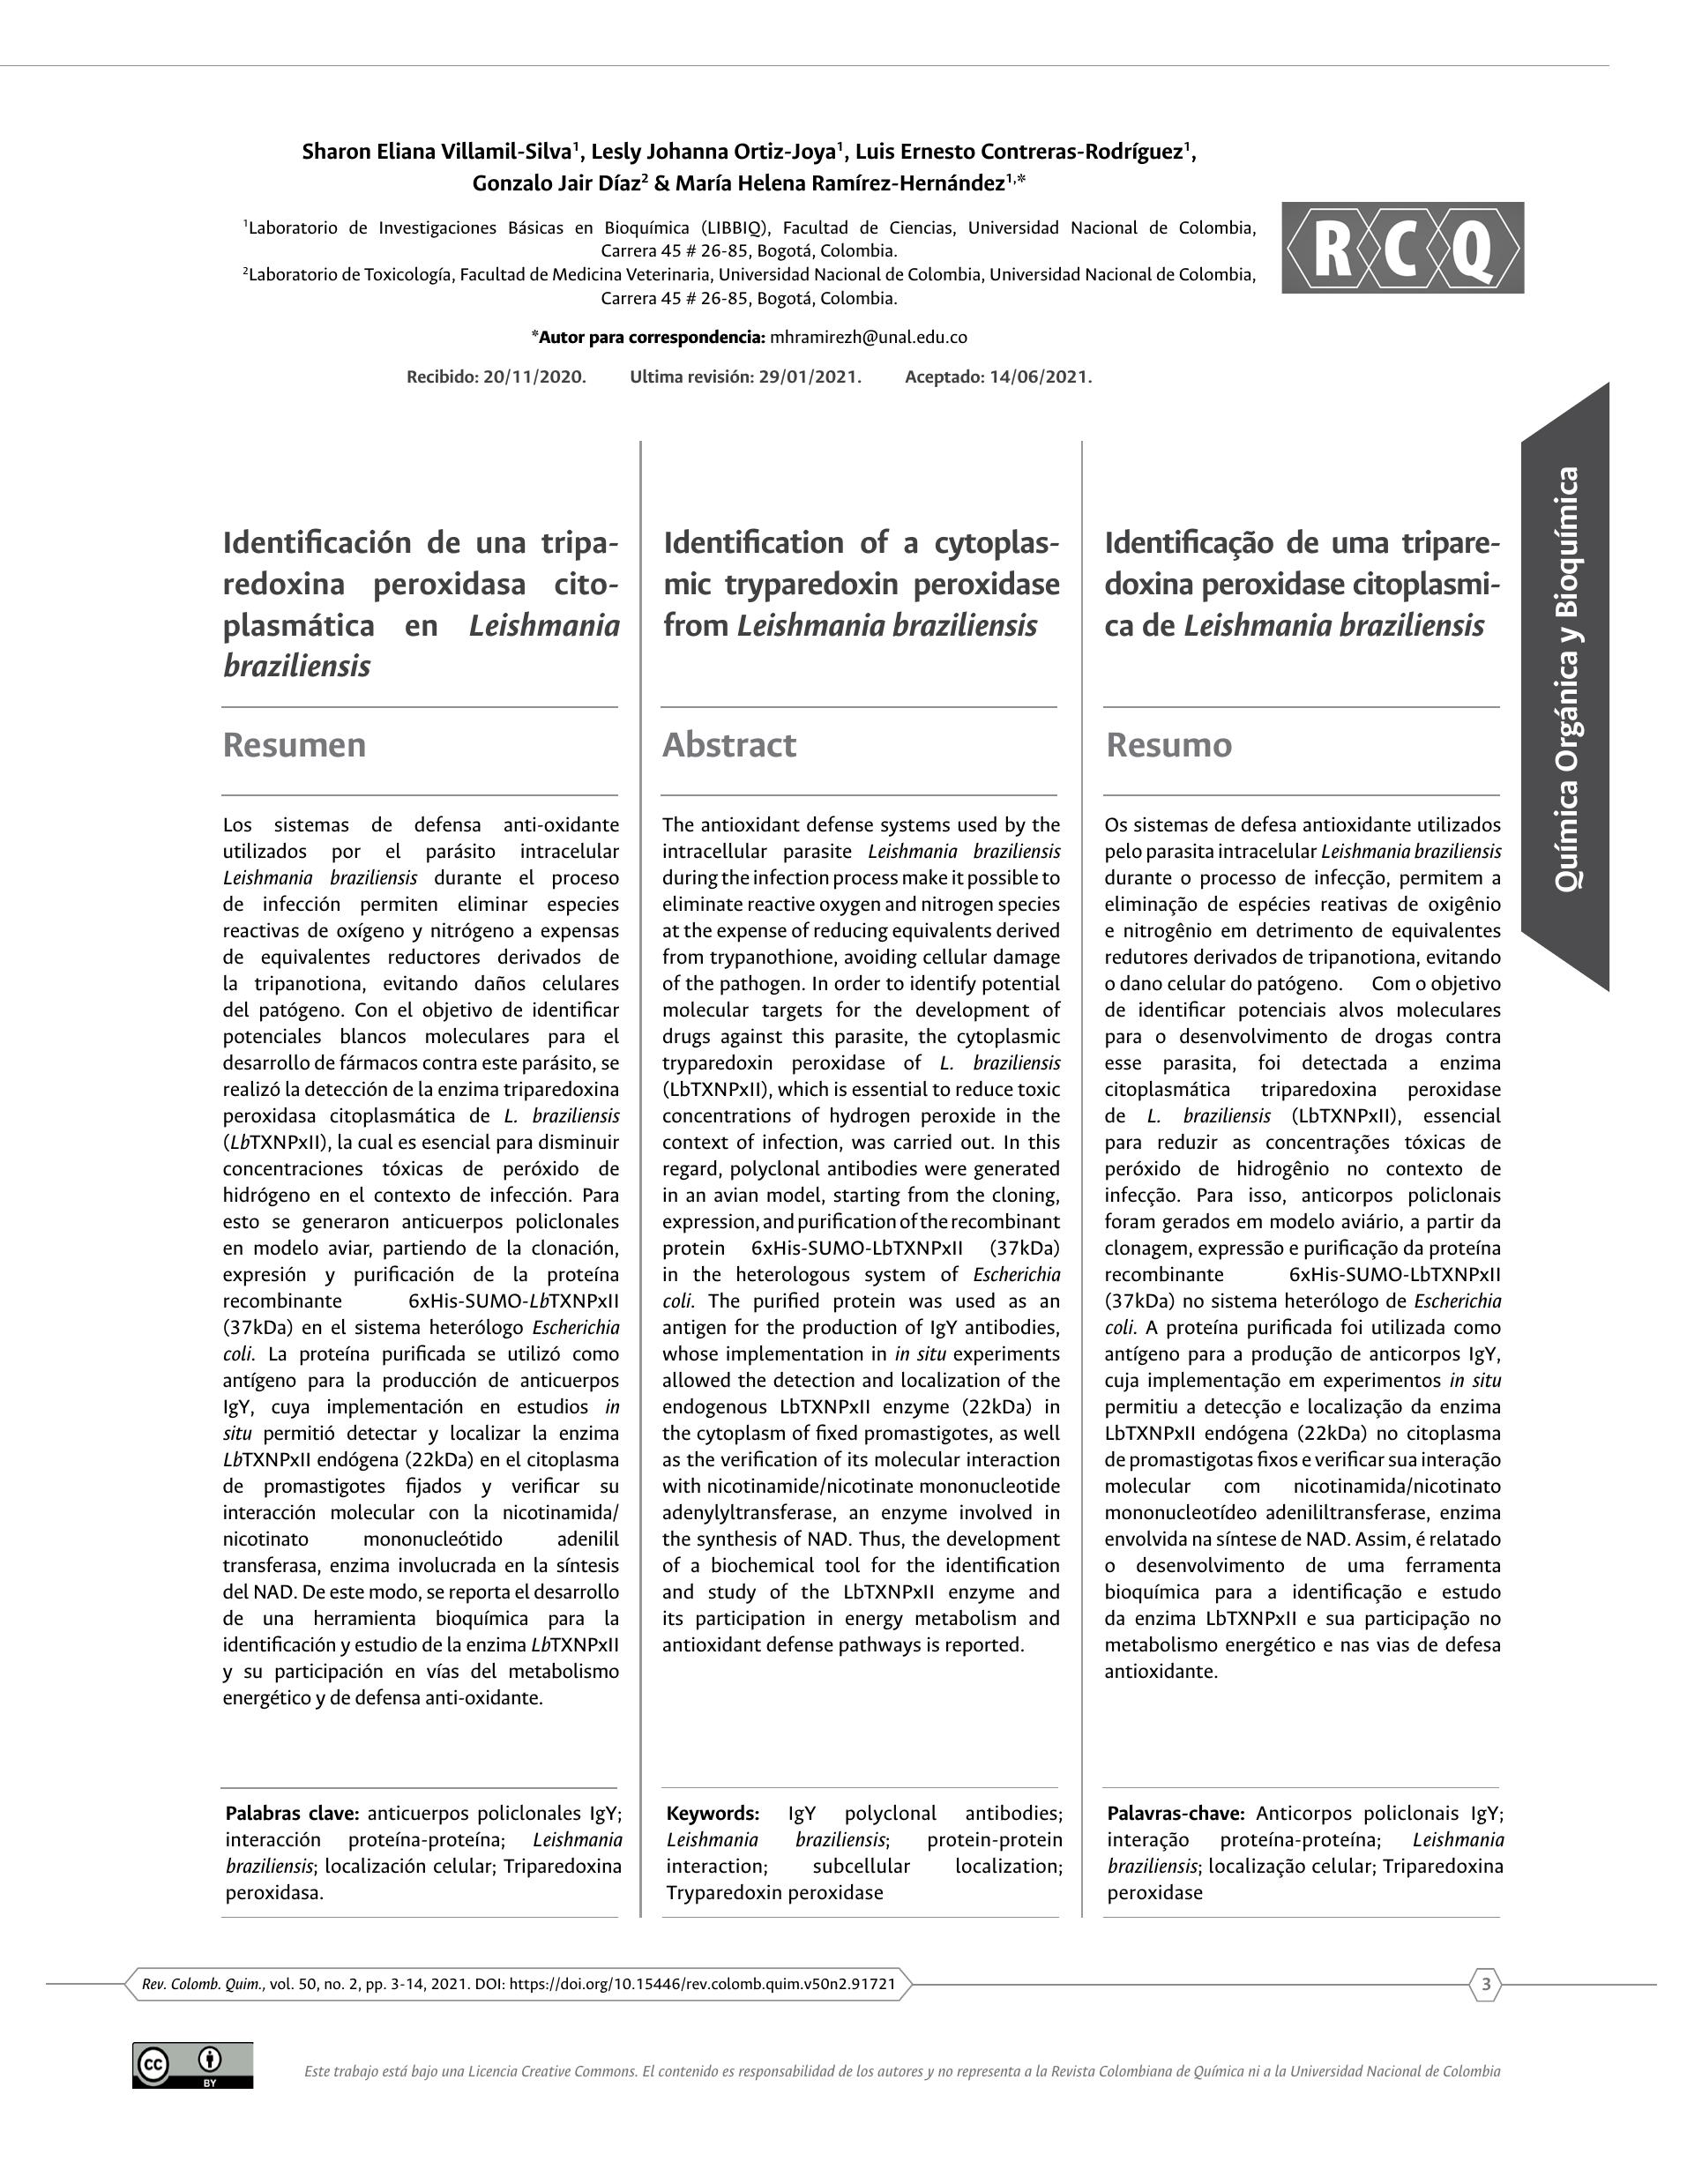 Sharon Eliana Villamil-Silva¹, Lesly Johanna Ortiz-Joya¹, Luis Ernesto Contreras-Rodríguez¹,
Gonzalo Jair Díaz² & María Helena Ramírez-Hernández¹,*
¹Laboratorio de Investigaciones Básicas en Bioquímica (LIBBIQ), Facultad de Ciencias, Universidad Nacional de Colombia,
Carrera 45 # 26-85, Bogotá, Colombia.
²Laboratorio de Toxicología, Facultad de Medicina Veterinaria, Universidad Nacional de Colombia, Universidad Nacional de Colombia,
Carrera 45 # 26-85, Bogotá, Colombia.
*Autor para correspondencia: mhramirezh@unal.edu.co
Recibido: 20/11/2020. Ultima revisión: 29/01/2021. Aceptado: 14/06/2021.
RCQ
Química Orgánica y Bioquímica
Identificación de una tripa-
redoxina peroxidasa cito-
plasmática en Leishmania
braziliensis
Resumen
Los sistemas de defensa anti-oxidante
utilizados por el parásito intracelular
Leishmania braziliensis durante el proceso
de infección permiten eliminar especies
reactivas de oxígeno y nitrógeno a expensas
de equivalentes reductores derivados de
la tripanotiona, evitando daños celulares
del patógeno. Con el objetivo de identificar
potenciales blancos moleculares para el
desarrollo de fármacos contra este parásito, se
realizó la detección de la enzima triparedoxina
peroxidasa citoplasmática de L. braziliensis
(LbTXNPxII), la cual es esencial para disminuir
concentraciones tóxicas de peróxido de
hidrógeno en el contexto de infección. Para
esto se generaron anticuerpos policlonales
en modelo aviar, partiendo de la clonación,
expresión y purificación de la proteína
recombinante 6xHis-SUMO-LbTXNPxII
(37kDa) en el sistema heterólogo Escherichia
coli. La proteína purificada se utilizó como
antígeno para la producción de anticuerpos
IgY, cuya implementación en estudios in
situ permitió detectar y localizar la enzima
LbTXNPxII endógena (22kDa) en el citoplasma
de promastigotes fijados y verificar su
interacción molecular con la nicotinamida/
nicotinato mononucleótido adenilil
transferasa, enzima involucrada en la síntesis
del NAD. De este modo, se reporta el desarrollo
de una herramienta bioquímica para la
identificación y estudio de la enzima LbTXNPxII
y su participación en vías del metabolismo
energético y de defensa anti-oxidante.
Palabras clave: anticuerpos policlonales IgY;
interacción proteína-proteína; Leishmania
braziliensis; localización celular; Triparedoxina
peroxidasa.
Identification of a cytoplas-
mic tryparedoxin peroxidase
from Leishmania braziliensis
Abstract
The antioxidant defense systems used by the
intracellular parasite Leishmania braziliensis
during the infection process make it possible to
eliminate reactive oxygen and nitrogen species
at the expense of reducing equivalents derived
from trypanothione, avoiding cellular damage
of the pathogen. In order to identify potential
molecular targets for the development of
drugs against this parasite, the cytoplasmic
tryparedoxin peroxidase of L. braziliensis
(LbTXNPxII), which is essential to reduce toxic
concentrations of hydrogen peroxide in the
context of infection, was carried out. In this
regard, polyclonal antibodies were generated
in an avian model, starting from the cloning,
expression, and purification of the recombinant
protein 6xHis-SUMO-LbTXNPxII (37kDa)
in the heterologous system of Escherichia
coli. The purified protein was used as an
antigen for the production of IgY antibodies,
whose implementation in in situ experiments
allowed the detection and localization of the
endogenous LbTXNPxII enzyme (22kDa) in
the cytoplasm of fixed promastigotes, as well
as the verification of its molecular interaction
with nicotinamide/nicotinate mononucleotide
adenylyltransferase, an enzyme involved in
the synthesis of NAD. Thus, the development
of a biochemical tool for the identification
and study of the LbTXNPxII enzyme and
its participation in energy metabolism and
antioxidant defense pathways is reported.
Keywords: IgY polyclonal antibodies;
Leishmania braziliensis; protein-protein
interaction; subcellular localization;
Tryparedoxin peroxidase
Identificação de uma tripare-
doxina peroxidase citoplasmi-
ca de Leishmania braziliensis
Resumo
Os sistemas de defesa antioxidante utilizados
pelo parasita intracelular Leishmania braziliensis
durante o processo de infecção, permitem a
eliminação de espécies reativas de oxigênio
e nitrogênio em detrimento de equivalentes
redutores derivados de tripanotiona, evitando
o dano celular do patógeno. Com o objetivo
de identificar potenciais alvos moleculares
para o desenvolvimento de drogas contra
esse parasita, foi detectada a enzima
citoplasmática triparedoxina peroxidase
de L. braziliensis (LbTXNPxII), essencial
para reduzir as concentrações tóxicas de
peróxido de hidrogênio no contexto de
infecção. Para isso, anticorpos policlonais
foram gerados em modelo aviário, a partir da
clonagem, expressão e purificação da proteína
recombinante 6xHis-SUMO-LbTXNPxII
(37kDa) no sistema heterólogo de Escherichia
coli. A proteína purificada foi utilizada como
antígeno para a produção de anticorpos IgY,
cuja implementação em experimentos in situ
permitiu a detecção e localização da enzima
LbTXNPxII endógena (22kDa) no citoplasma
de promastigotas fixos e verificar sua interação
molecular com nicotinamida/nicotinato
mononucleotídeo adenililtransferase, enzima
envolvida na síntese de NAD. Assim, é relatado
o desenvolvimento de uma ferramenta
bioquímica para a identificação e estudo
da enzima LbTXNPxII e sua participação no
metabolismo energético e nas vias de defesa
antioxidante.
Palavras-chave: Anticorpos policlonais IgY;
interação proteína-proteína; Leishmania
braziliensis; localização celular; Triparedoxina
peroxidase
Rev. Colomb. Quim., vol. 50, no. 2, pp. 3-14, 2021. DOI: https://doi.org/10.15446/rev.colomb.quim.v50n2.91721
3
cc BY
Este trabajo está bajo una Licencia Creative Commons. El contenido es responsabilidad de los autores y no representa a la Revista Colombiana de Química ni a la Universidad Nacional de Colombia